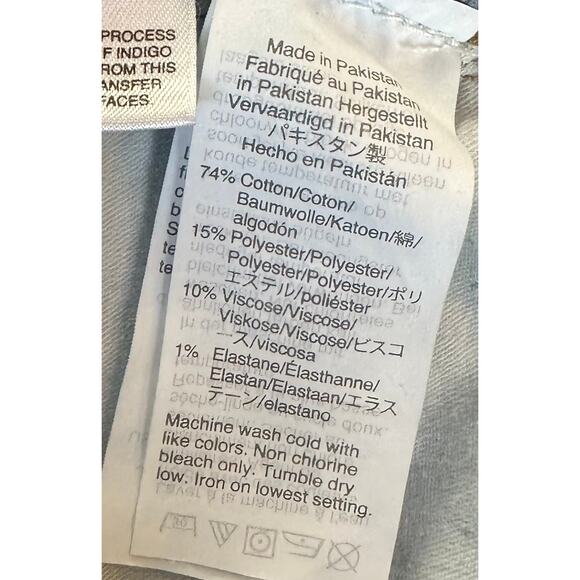 PROCESS
F INDIGO
ROM THIS
ANSFER
FACES.
Made in Pakistan
Fabriqué au Pakistan
in Pakistan Hergestellt
Vervaardigd in Pakistan
パキスタン製
Hecho en Pakistán
74% Cotton/Coton/
Baumwolle/Katoen/綿/
algodón
15% Polyester/Polyester/
Polyester/Polyester/ポリ
エステル/poliéster
10% Viscose/Viscose/
Viskose/Viscose/ビスコ
ース/viscosa
1% Elastane/Élasthanne/
Elastan/Elastaan/エラス
テーン/elastano
Machine wash cold with
like colors. Non chlorine
bleach only. Tumble dry
low. Iron on lowest setting.